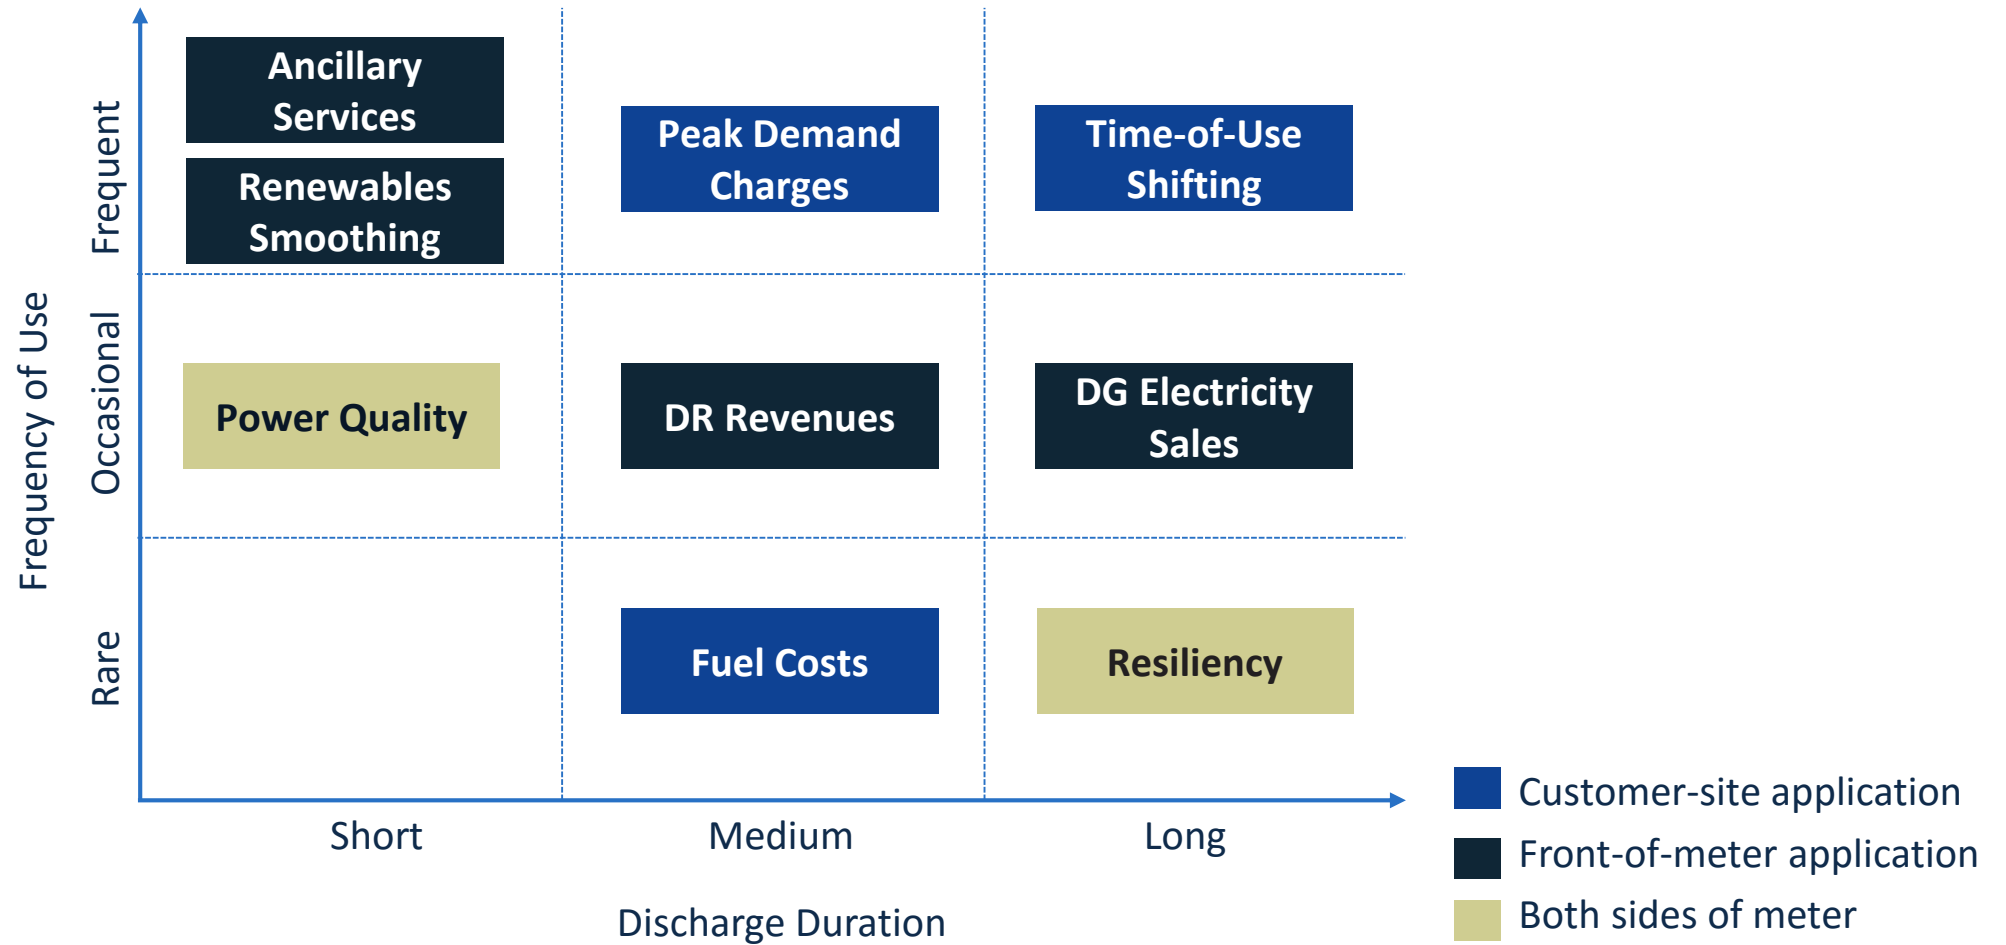 Ancillary
Services
Renewables
Smoothing
Peak Demand
Charges
Time-of-Use
Shifting
Power Quality
DR Revenues
DG Electricity
Sales
Fuel Costs
Resiliency
Frequency of Use
Frequent
Occasional
Rare
Short
Medium
Long
Discharge Duration
Customer-site application
Front-of-meter application
Both sides of meter